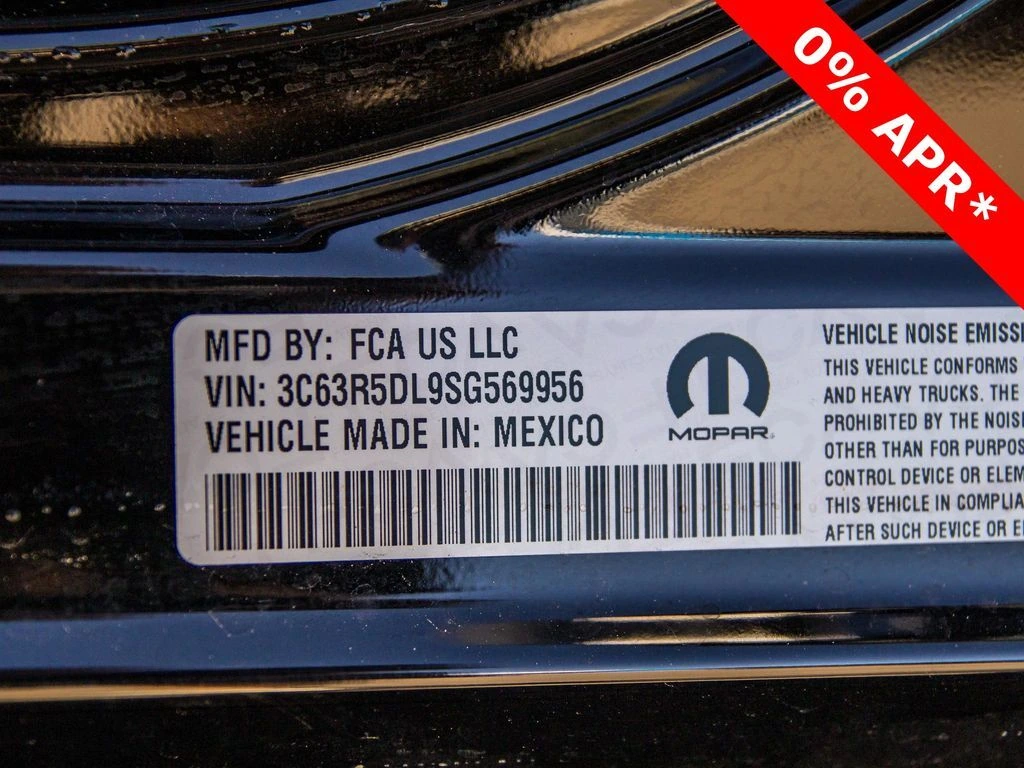 0% APR*
MFD BY: FCA US LLC
VIN: 3C63R5DL9SG569956
VEHICLE MADE IN: MEXICO
MOPAR
VEHICLE NOISE EMISSI
THIS VEHICLE CONFORMS
AND HEAVY TRUCKS. THE
PROHIBITED BY THE NOIS
OTHER THAN FOR PURPOS
CONTROL DEVICE OR ELEM
THIS VEHICLE IN COMPLIA
AFTER SUCH DEVICE OR EL